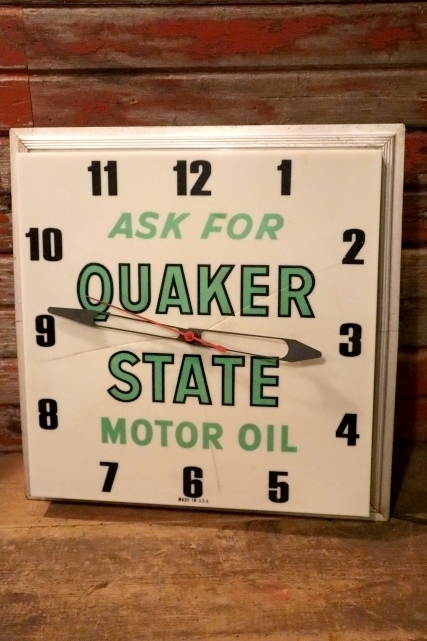 11 12 1
ASK FOR
10 2
QUAKER
9 3
STATE
8 4
MOTOR OIL
7 6 5
MADE IN U.S.A.